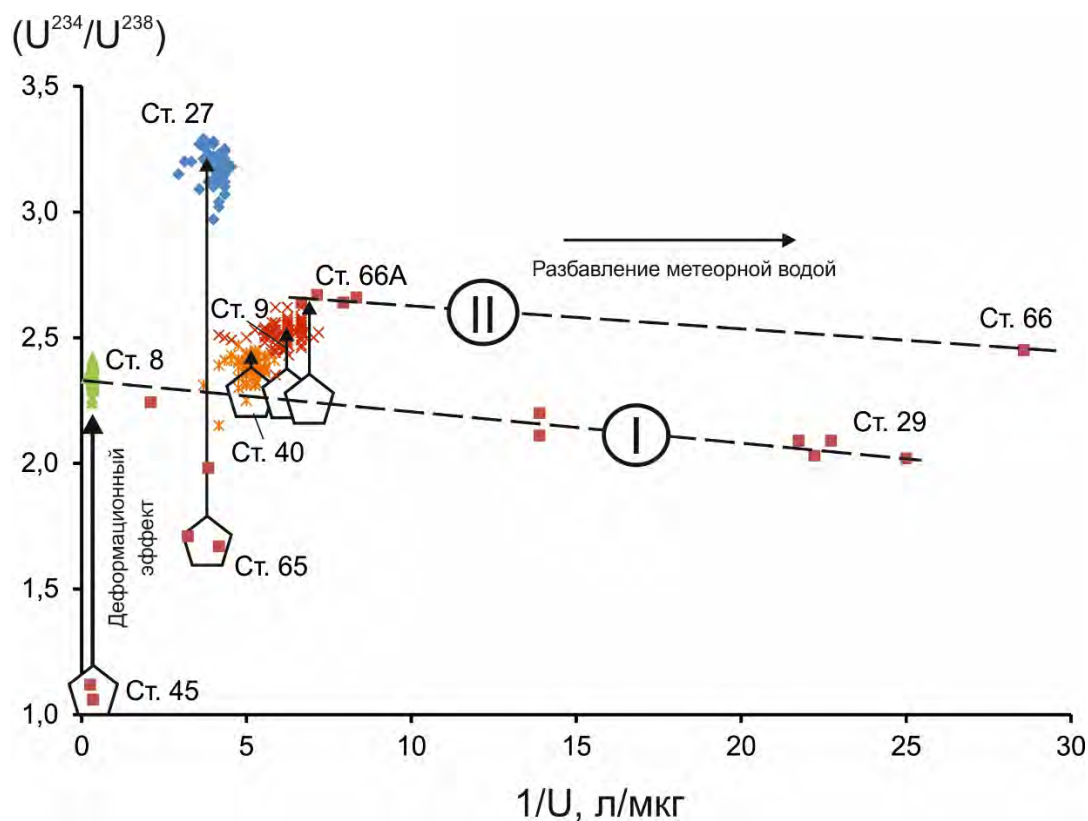 (U²³⁴/U²³⁸)
3,5
Ст. 27
3,0
Разбавление метеорной водой
Ст. 66А
Ст. 9
II
Ст. 66
2,5
Ст. 8
I
Ст. 29
Ст. 40
2,0
Деформационный
эффект
Ст. 65
1,5
Ст. 45
1,0
0
5
10
15
20
25
30
1/U, л/мкг